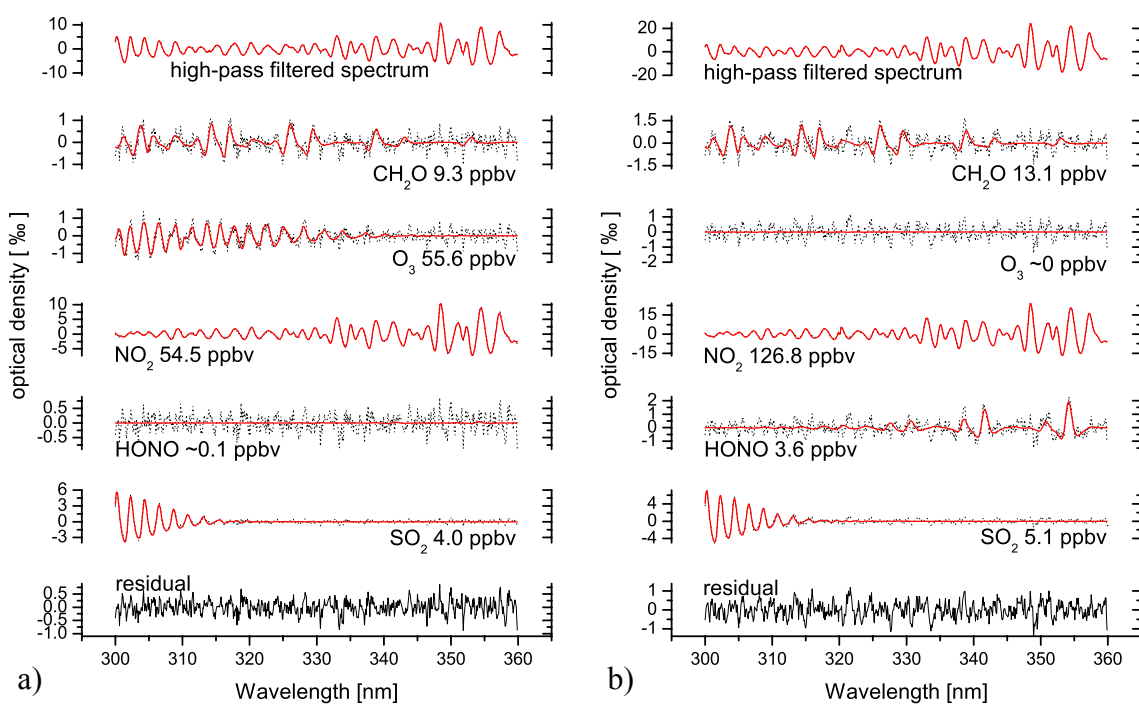 10
0
-10
high-pass filtered spectrum
1
0.0
-1
CH2O 9.3 ppbv
1
0.0
-1
O3 55.6 ppbv
10
5
0
-5
NO2 54.5 ppbv
0.5
0.0
-0.5
HONO ~0.1 ppbv
6
3
0
-3
SO2 4.0 ppbv
residual
0.5
0.0
-0.5
-1.0
optical density [ ‰ ]
300 310 320 330 340 350 360
Wavelength [nm]
a)
20
0
-20
high-pass filtered spectrum
1.5
0.0
-1.5
CH2O 13.1 ppbv
1
0
-2
O3 ~0 ppbv
15
0
-15
NO2 126.8 ppbv
2
1
0
-1
HONO 3.6 ppbv
4
0
-4
SO2 5.1 ppbv
residual
1
0
-1
optical density [ ‰ ]
300 310 320 330 340 350 360
Wavelength [nm]
b)